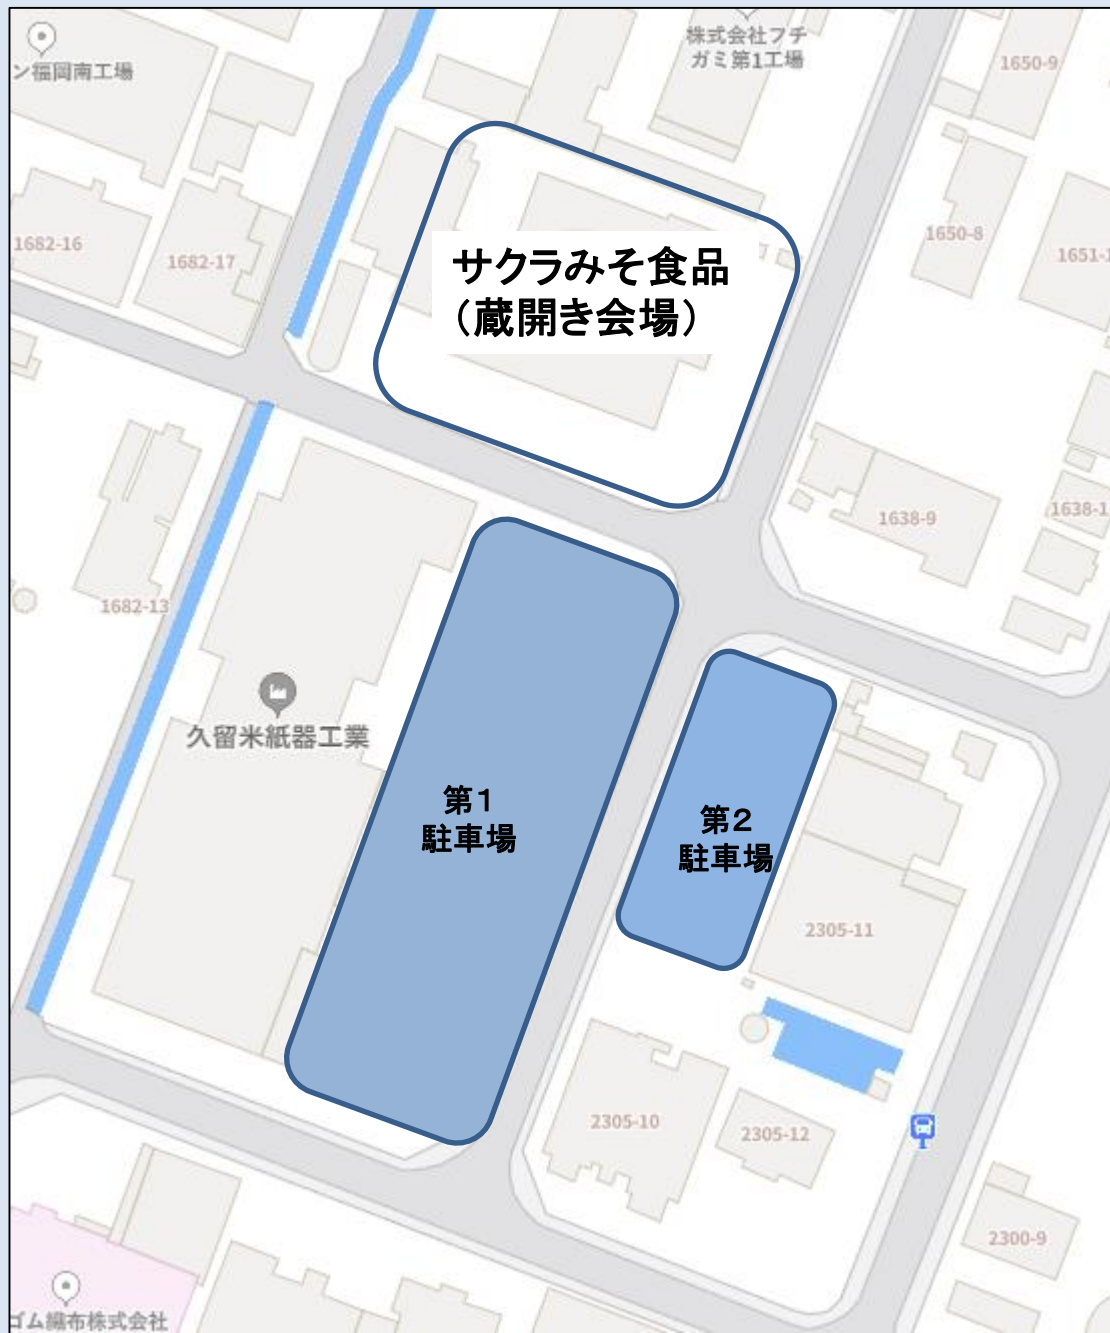 株式会社フチ
ガミ第1工場
ン福岡南工場
1650-9
1682-16
1682-17
1650-8
1651-1
サクラみそ食品
（蔵開き会場）
1638-9
1638-1
1682-13
久留米紙器工業
第1
駐車場
第2
駐車場
2305-11
2305-10
2305-12
2300-9
ゴム編布株式会社